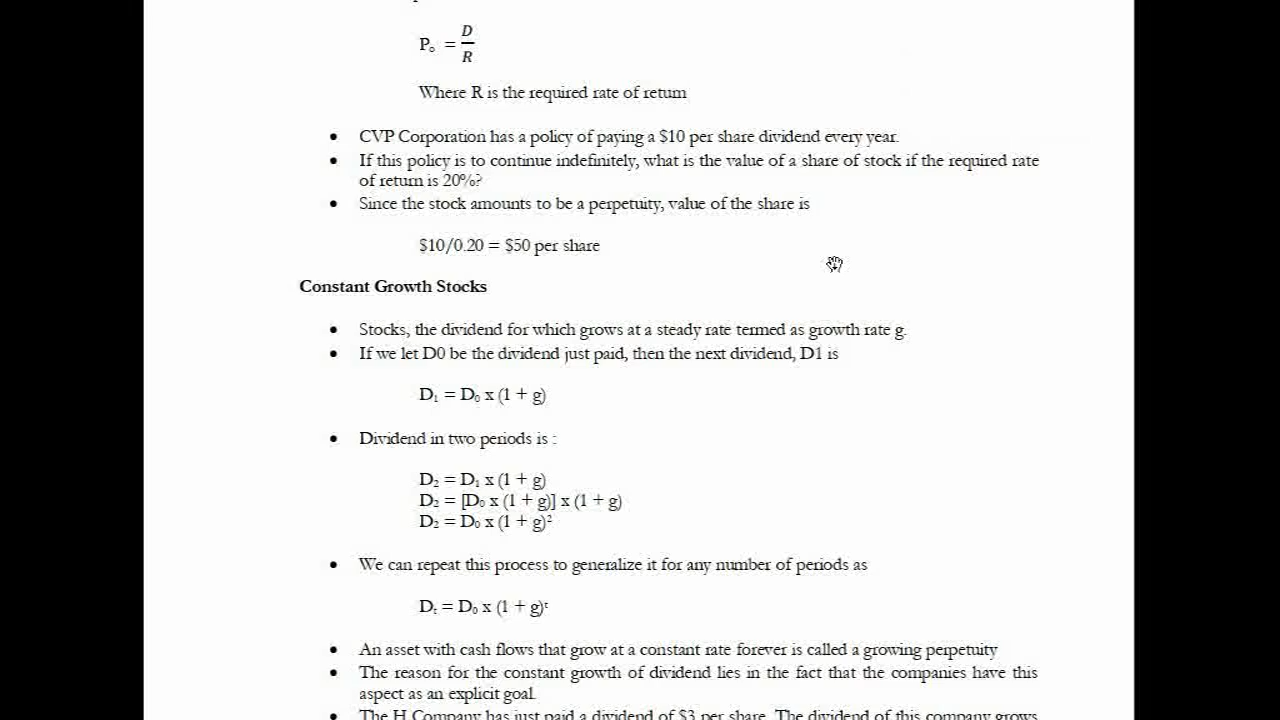 P₀ = D/R
Where R is the required rate of return
• CVP Corporation has a policy of paying a $10 per share dividend every year.
• If this policy is to continue indefinitely, what is the value of a share of stock if the required rate
of return is 20%?
• Since the stock amounts to be a perpetuity, value of the share is
$10/0.20 = $50 per share
Constant Growth Stocks
• Stocks, the dividend for which grows at a steady rate termed as growth rate g.
• If we let D0 be the dividend just paid, then the next dividend, D1 is
D₁ = D₀ x (1 + g)
• Dividend in two periods is :
D₂ = D₁ x (1 + g)
D₂ = [D₀ x (1 + g)] x (1 + g)
D₂ = D₀ x (1 + g)²
• We can repeat this process to generalize it for any number of periods as
Dₜ = D₀ x (1 + g)ᵗ
• An asset with cash flows that grow at a constant rate forever is called a growing perpetuity
• The reason for the constant growth of dividend lies in the fact that the companies have this
aspect as an explicit goal.
• The H Company has just paid a dividend of $3 per share. The dividend of this company grows